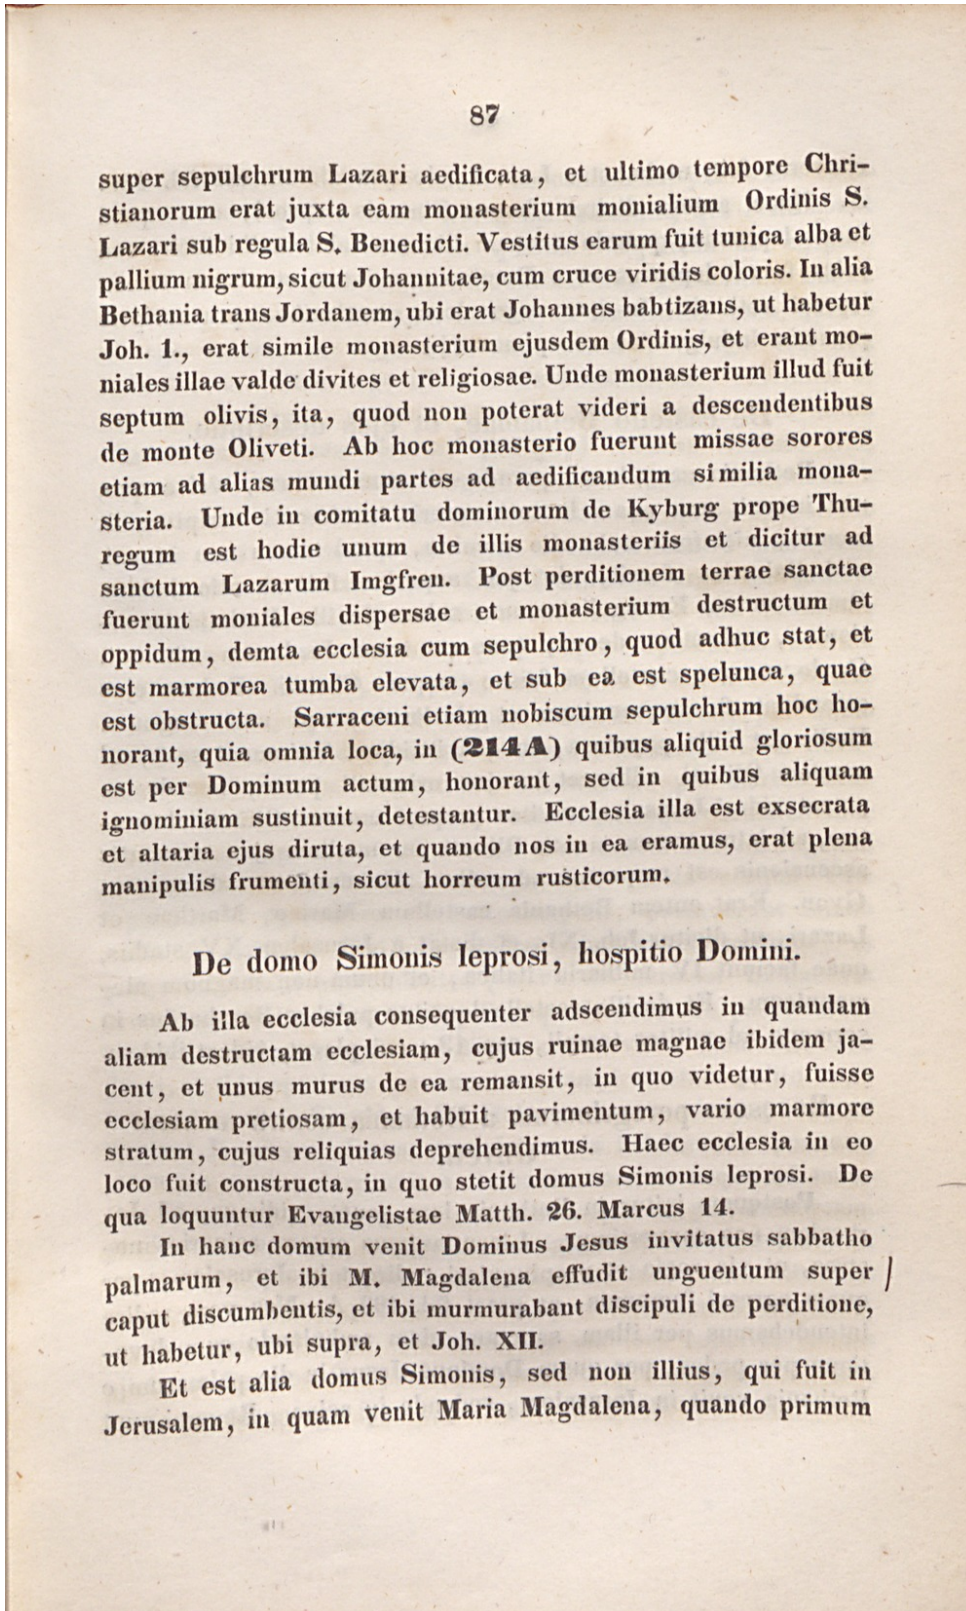 87
super sepulchrum Lazari aedificata, et ultimo tempore Chri-
stianorum erat juxta eam monasterium monialium Ordinis S.
Lazari sub regula S. Benedicti. Vestitus earum fuit tunica alba et
pallium nigrum, sicut Johannitae, cum cruce viridis coloris. In alia
Bethania trans Jordanem, ubi erat Johannes babtizans, ut habetur
Joh. 1., erat simile monasterium ejusdem Ordinis, et erant mo-
niales illae valde divites et religiosae. Unde monasterium illud fuit
septum olivis, ita, quod non poterat videri a descendentibus
de monte Oliveti. Ab hoc monasterio fuerunt missae sorores
etiam ad alias mundi partes ad aedificandum similia mona-
steria. Unde in comitatu dominorum de Kyburg prope Thu-
regum est hodie unum de illis monasteriis et dicitur ad
sanctum Lazarum Imgfren. Post perditionem terrae sanctae
fuerunt moniales dispersae et monasterium destructum et
oppidum, demta ecclesia cum sepulchro, quod adhuc stat, et
est marmorea tumba elevata, et sub ea est spelunca, quae
est obstructa. Sarraceni etiam nobiscum sepulchrum hoc ho-
norant, quia omnia loca, in (214A) quibus aliquid gloriosum
est per Dominum actum, honorant, sed in quibus aliquam
ignominiam sustinuit, detestantur. Ecclesia illa est exsecrata
et altaria ejus diruta, et quando nos in ea eramus, erat plena
manipulis frumenti, sicut horreum rusticorum.
De domo Simonis leprosi, hospitio Domini.
Ab illa ecclesia consequenter adscendimus in quandam
aliam destructam ecclesiam, cujus ruinae magnae ibidem ja-
cent, et unus murus de ea remansit, in quo videtur, fuisse
ecclesiam pretiosam, et habuit pavimentum, vario marmore
stratum, cujus reliquias deprehendimus. Haec ecclesia in eo
loco fuit constructa, in quo stetit domus Simonis leprosi. De
qua loquuntur Evangelistae Matth. 26. Marcus 14.
In hanc domum venit Dominus Jesus invitatus sabbatho
palmarum, et ibi M. Magdalena effudit unguentum super
caput discumbentis, et ibi murmurabant discipuli de perditione,
ut habetur, ubi supra, et Joh. XII.
Et est alia domus Simonis, sed non illius, qui fuit in
Jerusalem, in quam venit Maria Magdalena, quando primum